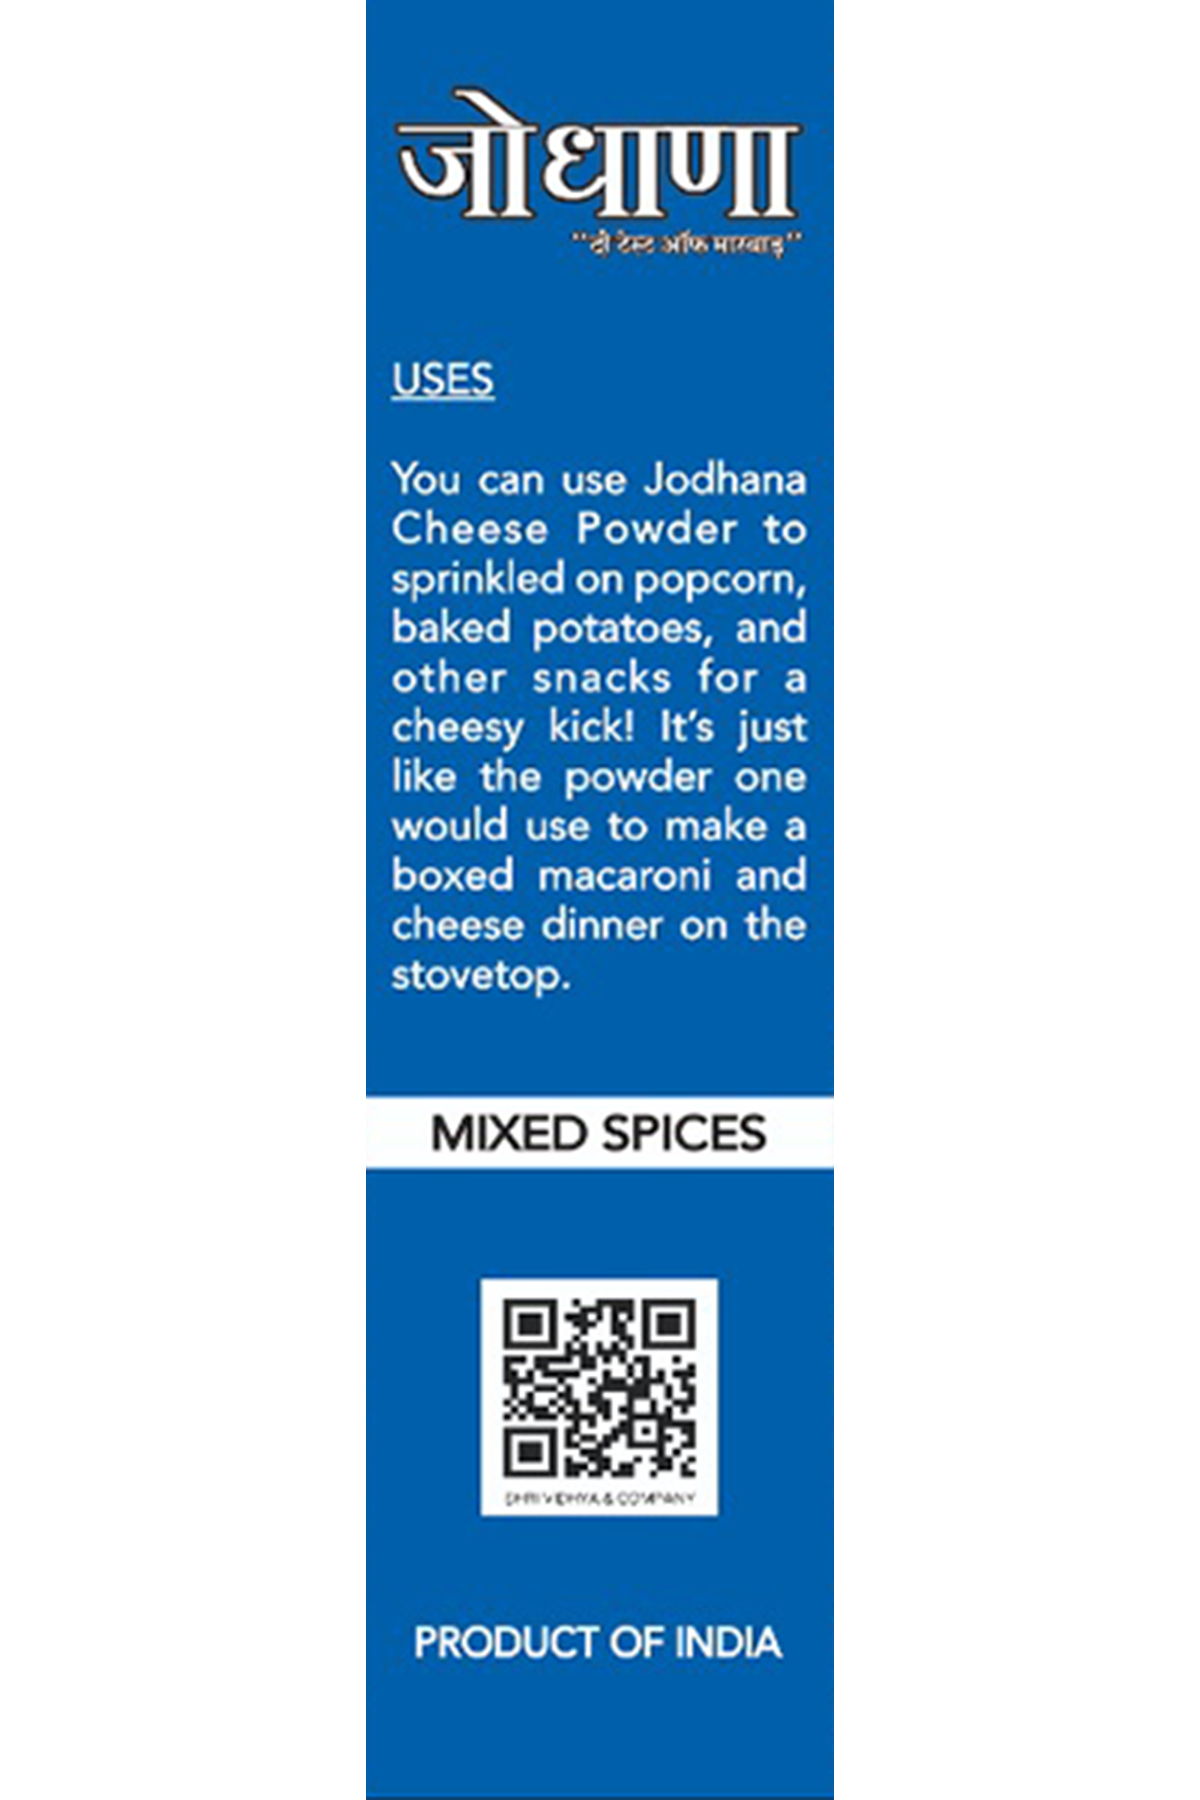 जोधाणा
"दी टेस्ट ऑफ मारवाड़"
USES
You can use Jodhana
Cheese Powder to
sprinkled on popcorn,
baked potatoes, and
other snacks for a
cheesy kick! It's just
like the powder one
would use to make a
boxed macaroni and
cheese dinner on the
stovetop.
MIXED SPICES
SHRI VIDHYA & COMPANY
PRODUCT OF INDIA